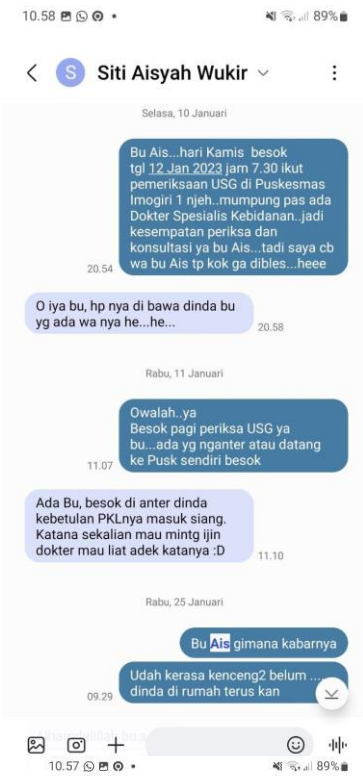 10.58
89%
Siti Aisyah Wukir
Selasa, 10 Januari
Bu Ais...hari Kamis besok
tgl 12 Jan 2023 jam 7.30 ikut
pemeriksaan USG di Puskesmas
Imogiri 1 njeh..mumpung pas ada
Dokter Spesialis Kebidanan..jadi
kesempatan periksa dan
konsultasi ya bu Ais...tadi saya cb
wa bu Ais tp kok ga dibles...heee
20.54
O iya bu, hp nya di bawa dinda bu
yg ada wa nya he...he...
20.58
Rabu, 11 Januari
Owalah..ya
Besok pagi periksa USG ya
bu...ada yg nganter atau datang
ke Pusk sendiri besok
11.07
Ada Bu, besok di anter dinda
kebetulan PKLnya masuk siang.
Katana sekalian mau mintg ijin
dokter mau liat adek katanya :D
11.10
Rabu, 25 Januari
Bu Ais gimana kabarnya
Udah kerasa kenceng2 belum ....
dinda di rumah terus kan
09.29
10.57
89%